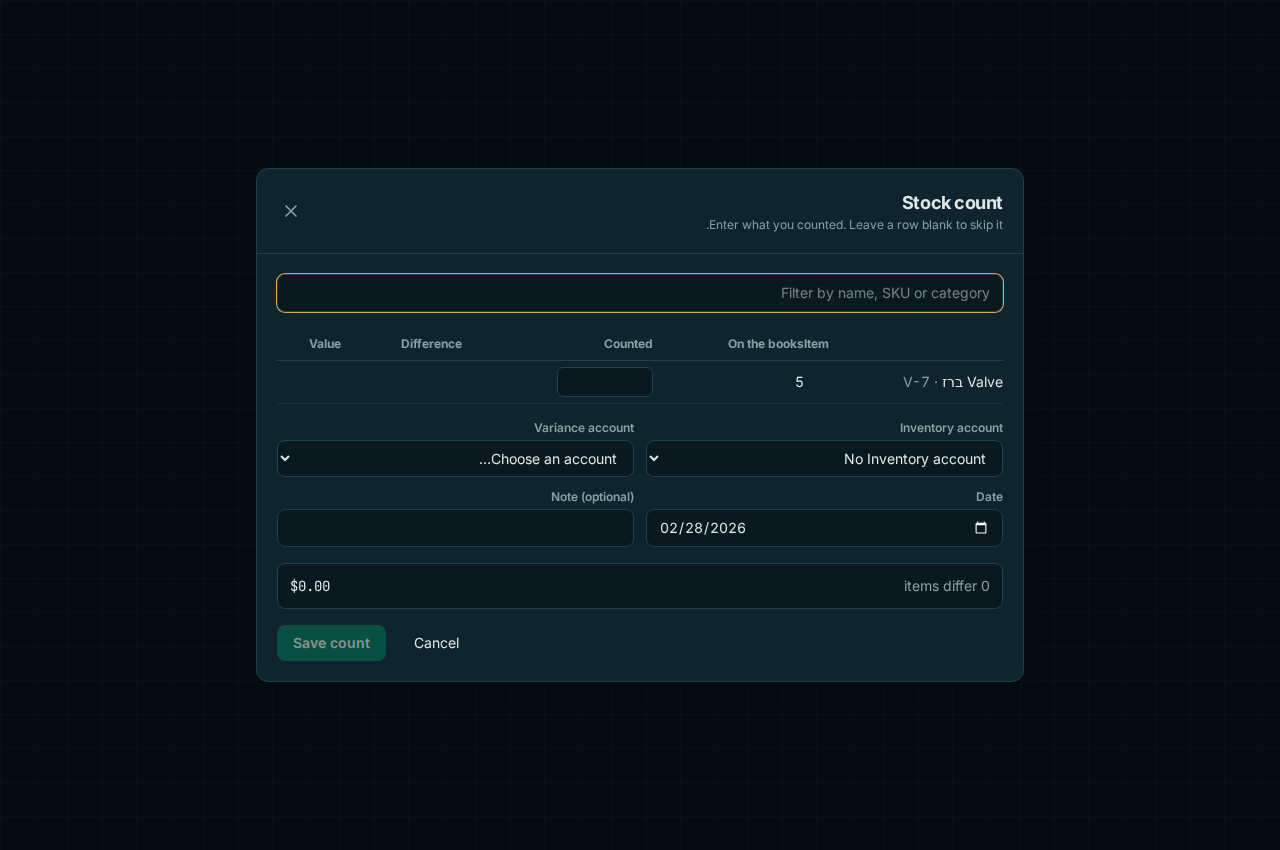 Stock count
.Enter what you counted. Leave a row blank to skip it
Filter by name, SKU or category
Item On the books Counted Difference Value
Valve ברז · V-7 5
Inventory account Variance account
No Inventory account ...Choose an account
Date Note (optional)
02/28/2026
items differ 0 $0.00
Cancel Save count